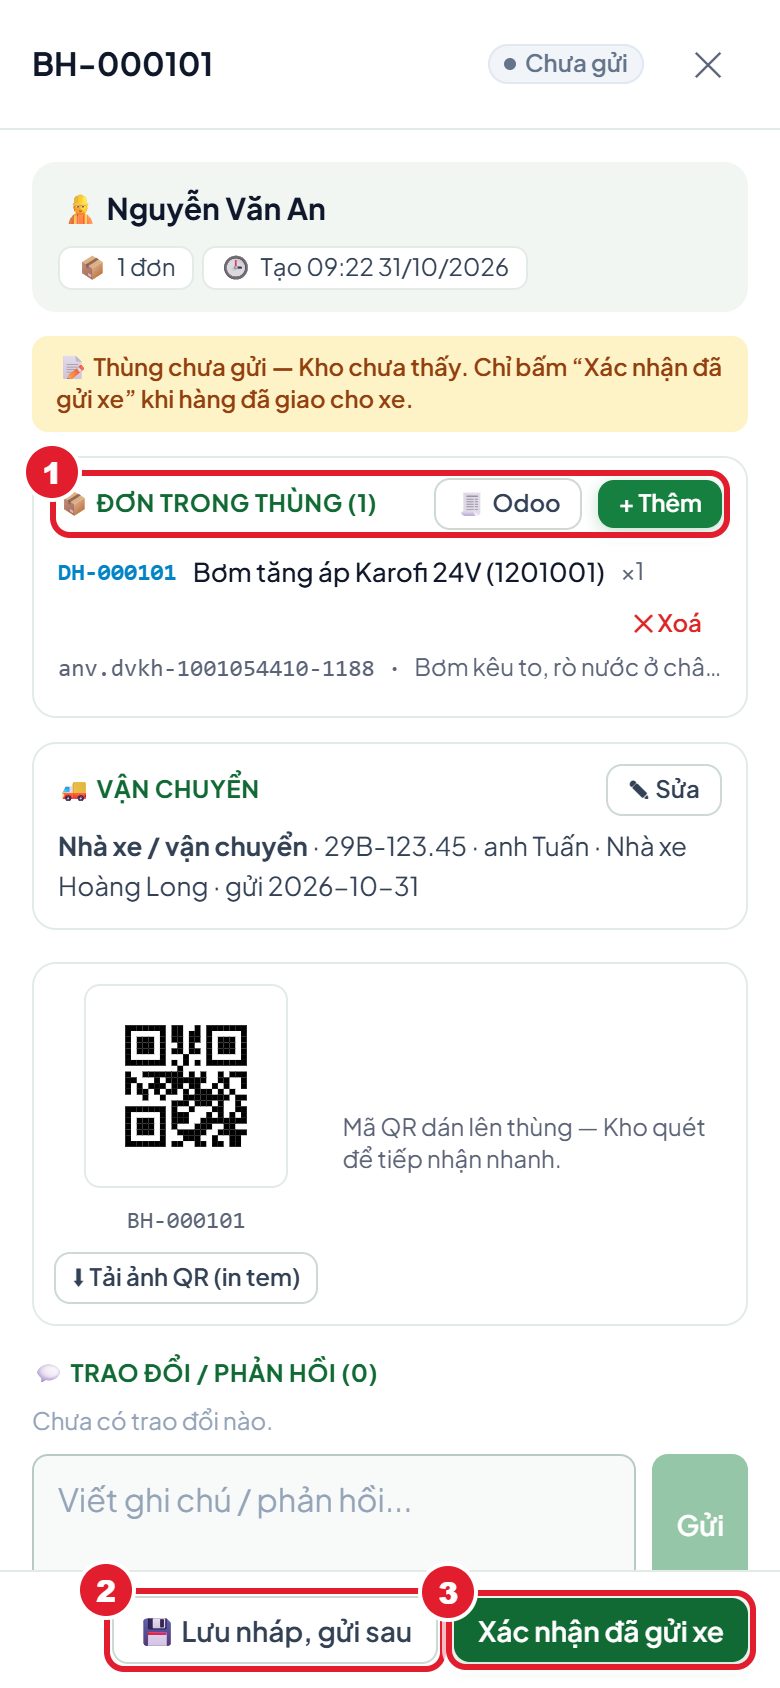 BH-000101
Chưa gửi
Nguyễn Văn An
1 đơn
Tạo 09:22 31/10/2026
Thùng chưa gửi — Kho chưa thấy. Chỉ bấm “Xác nhận đã
gửi xe” khi hàng đã giao cho xe.
1
ĐƠN TRONG THÙNG (1)
Odoo
+ Thêm
DH-000101 Bơm tăng áp Karofi 24V (1201001) ×1
Xoá
anv.dvkh-1001054410-1188 · Bơm kêu to, rò nước ở châ...
VẬN CHUYỂN
Sửa
Nhà xe / vận chuyển · 29B-123.45 · anh Tuấn · Nhà xe
Hoàng Long · gửi 2026-10-31
Mã QR dán lên thùng — Kho quét
để tiếp nhận nhanh.
BH-000101
Tải ảnh QR (in tem)
TRAO ĐỔI / PHẢN HỒI (0)
Chưa có trao đổi nào.
Viết ghi chú / phản hồi...
Gửi
2
Lưu nháp, gửi sau
3
Xác nhận đã gửi xe